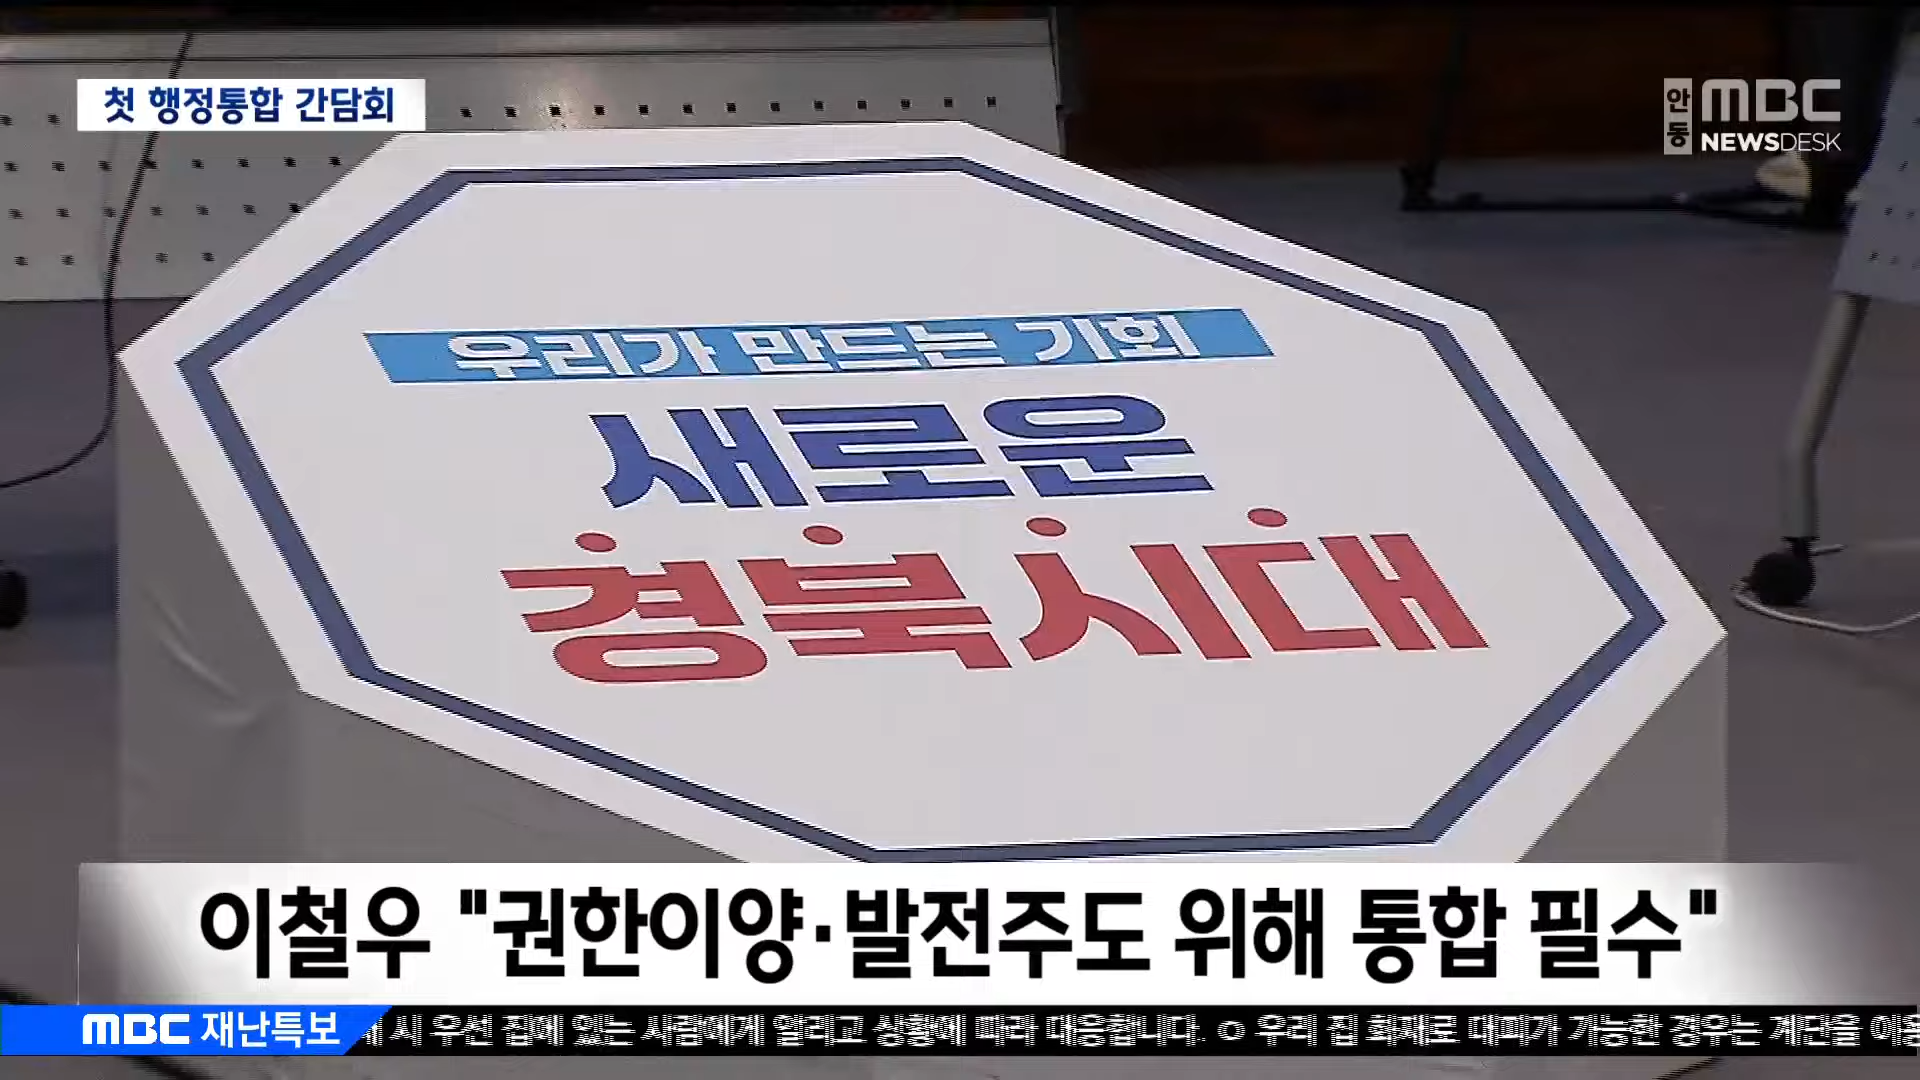 첫 행정통합 간담회
안동 MBC
NEWSDESK
우리가 만드는 기회
새로운
경북시대
이철우 "권한이양·발전주도 위해 통합 필수"
MBC 재난특보
시 우선 집에 있는 사람에게 알리고 상황에 따라 대응합니다. ㅇ 우리 집 화재로 대피가 가능한 경우는 계단을